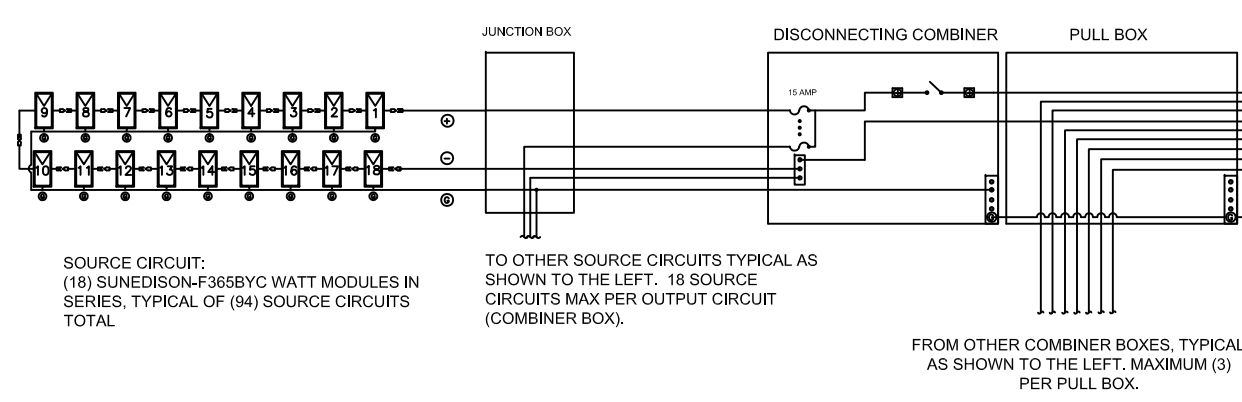 JUNCTION BOX
DISCONNECTING COMBINER
PULL BOX
15 AMP
9 8 7 6 5 4 3 2 1
+
G G G G G G G G G
−
10 11 12 13 14 15 16 17 18
G G G G G G G G G
G
SOURCE CIRCUIT:
(18) SUNEDISON-F365BYC WATT MODULES IN
SERIES, TYPICAL OF (94) SOURCE CIRCUITS
TOTAL
TO OTHER SOURCE CIRCUITS TYPICAL AS
SHOWN TO THE LEFT. 18 SOURCE
CIRCUITS MAX PER OUTPUT CIRCUIT
(COMBINER BOX).
FROM OTHER COMBINER BOXES, TYPICAL
AS SHOWN TO THE LEFT. MAXIMUM (3)
PER PULL BOX.